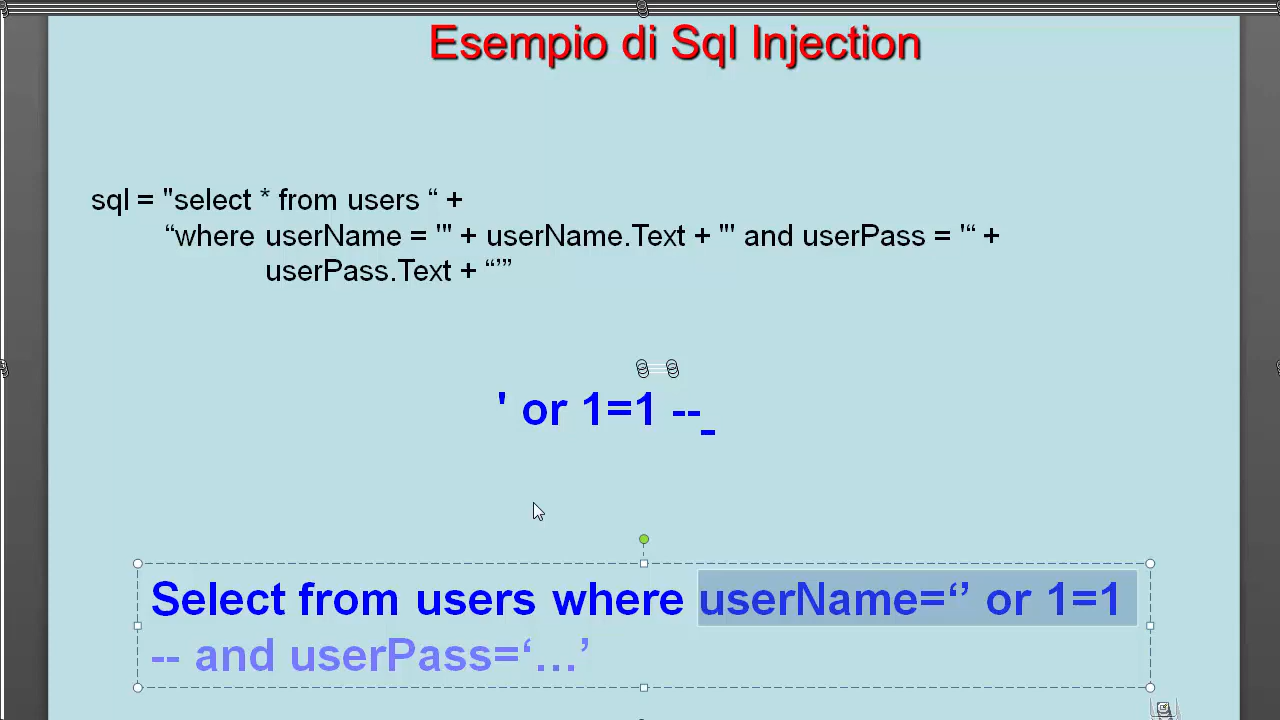 Esempio di Sql Injection
sql = "select * from users “ +
“where userName = '" + userName.Text + "' and userPass = '“ +
userPass.Text + “’”
' or 1=1 --_
Select from users where userName=‘’ or 1=1
-- and userPass=‘…’